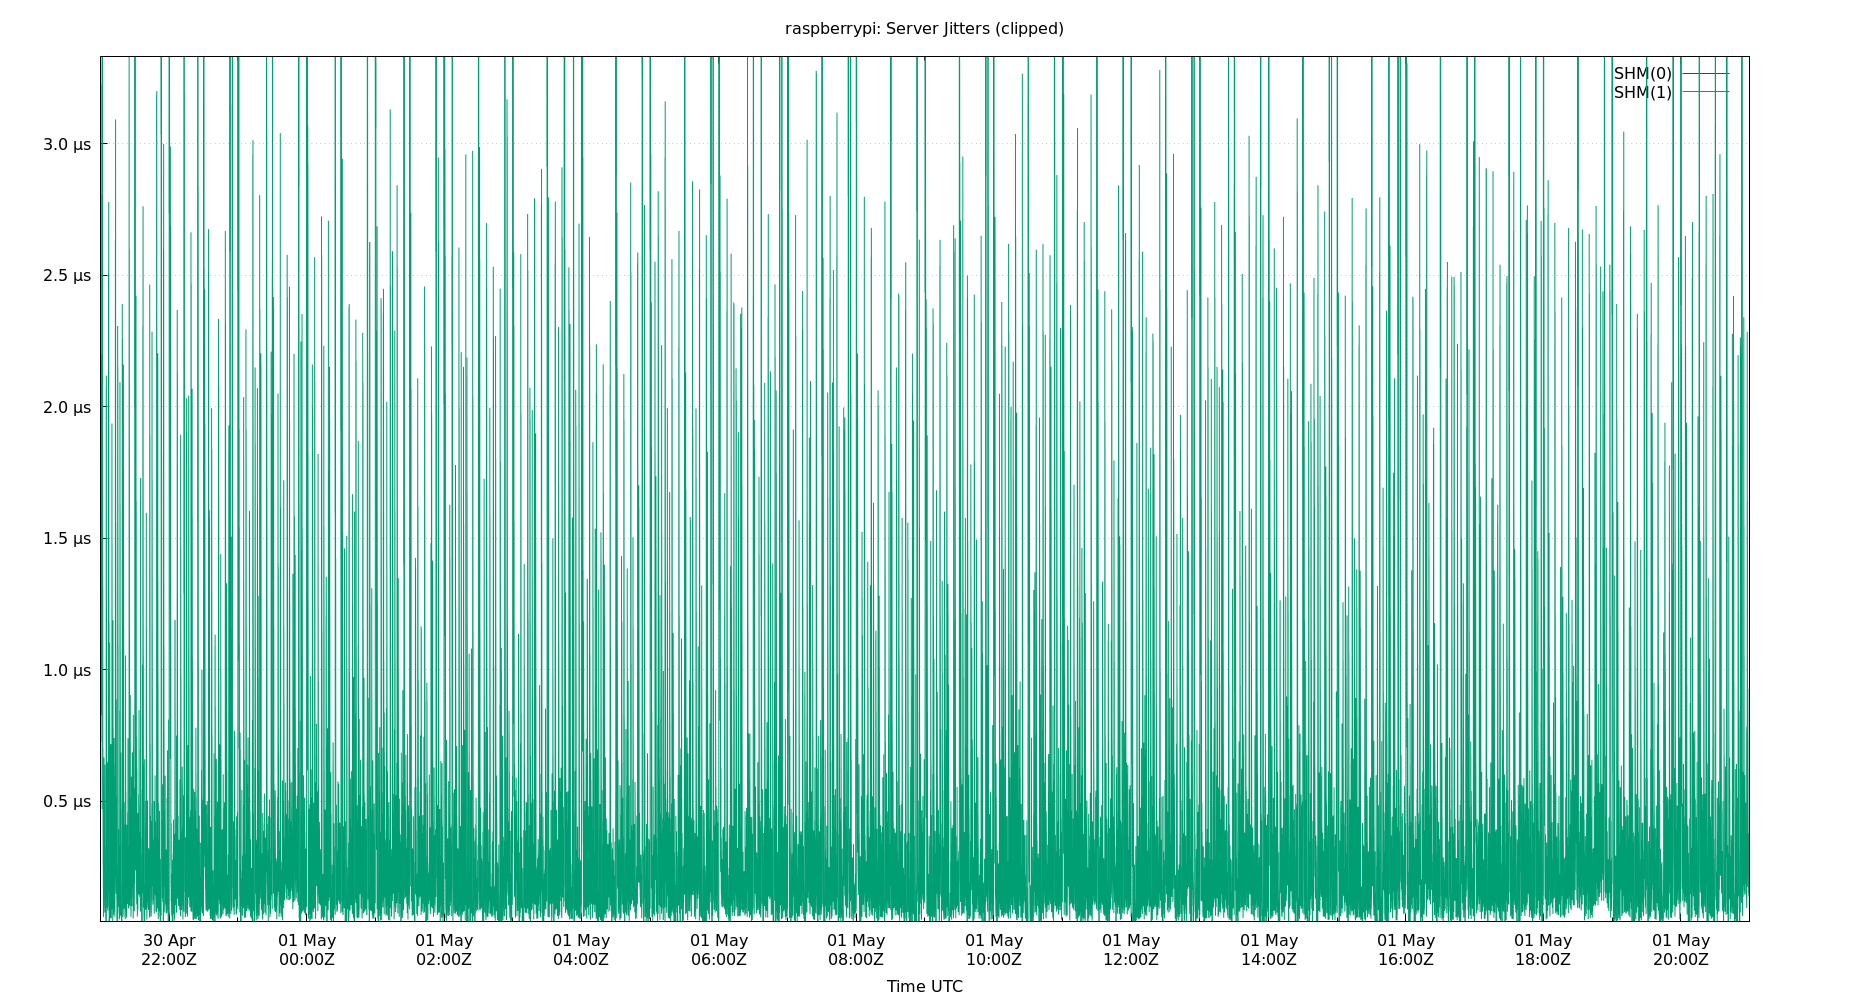 raspberrypi: Server Jitters (clipped)
SHM(0)
SHM(1)
3.0 µs
2.5 µs
2.0 µs
1.5 µs
1.0 µs
0.5 µs
30 Apr 01 May 01 May 01 May 01 May 01 May 01 May 01 May 01 May 01 May 01 May 01 May
22:00Z 00:00Z 02:00Z 04:00Z 06:00Z 08:00Z 10:00Z 12:00Z 14:00Z 16:00Z 18:00Z 20:00Z
Time UTC